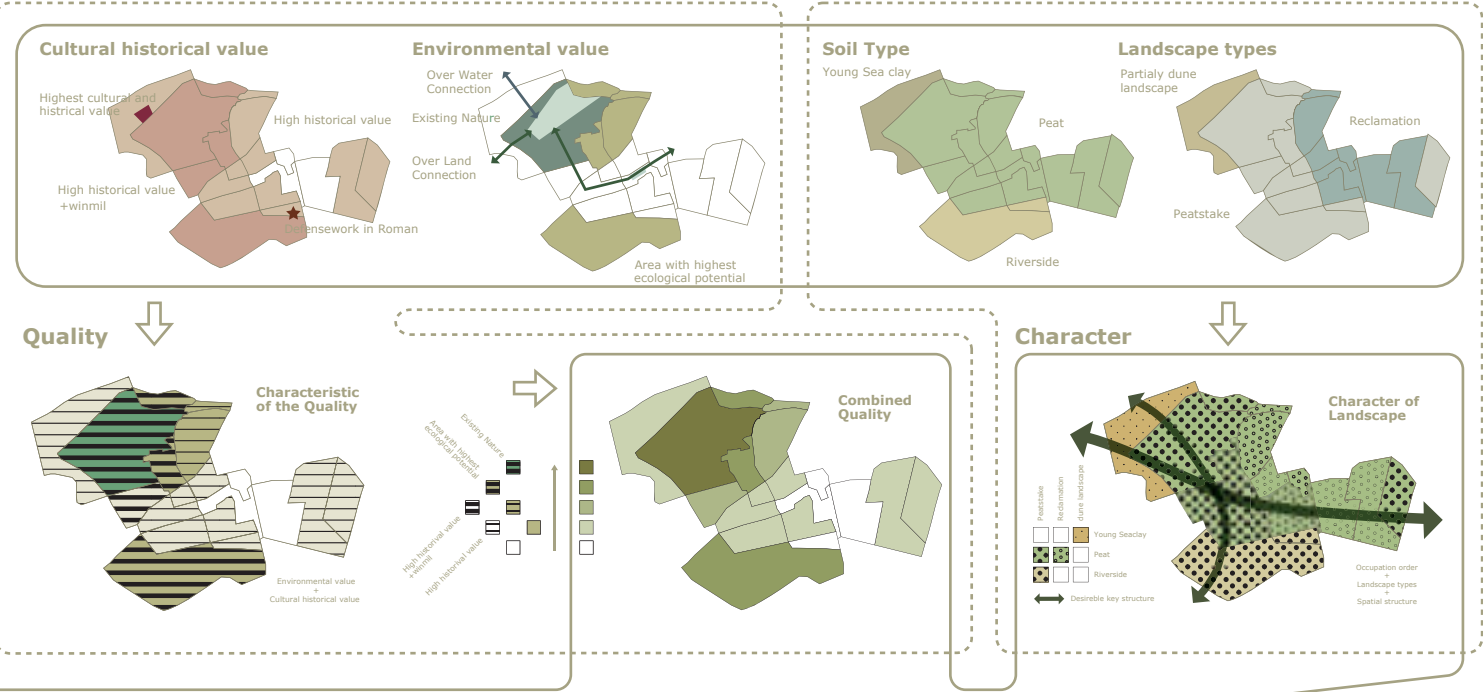 Cultural historical value
Highest cultural and
histrical value
High historical value
High historical value
+winmil
Defensework in Roman
Environmental value
Over Water
Connection
Existing Nature
Over Land
Connection
Area with highest
ecological potential
Soil Type
Young Sea clay
Peat
Riverside
Landscape types
Partialy dune
landscape
Reclamation
Peatstake
Quality
Characteristic
of the Quality
Environmental value
+
Cultural historical value
Existing Nature
Area with highest
ecological potential
High historival value
+winmil
High historival value
Combined
Quality
Character
Character of
Landscape
Peatstake
Reclamation
dune landscape
Young Seaclay
Peat
Riverside
Desireble key structure
Occupation order
+
Landscape types
+
Spatial structure